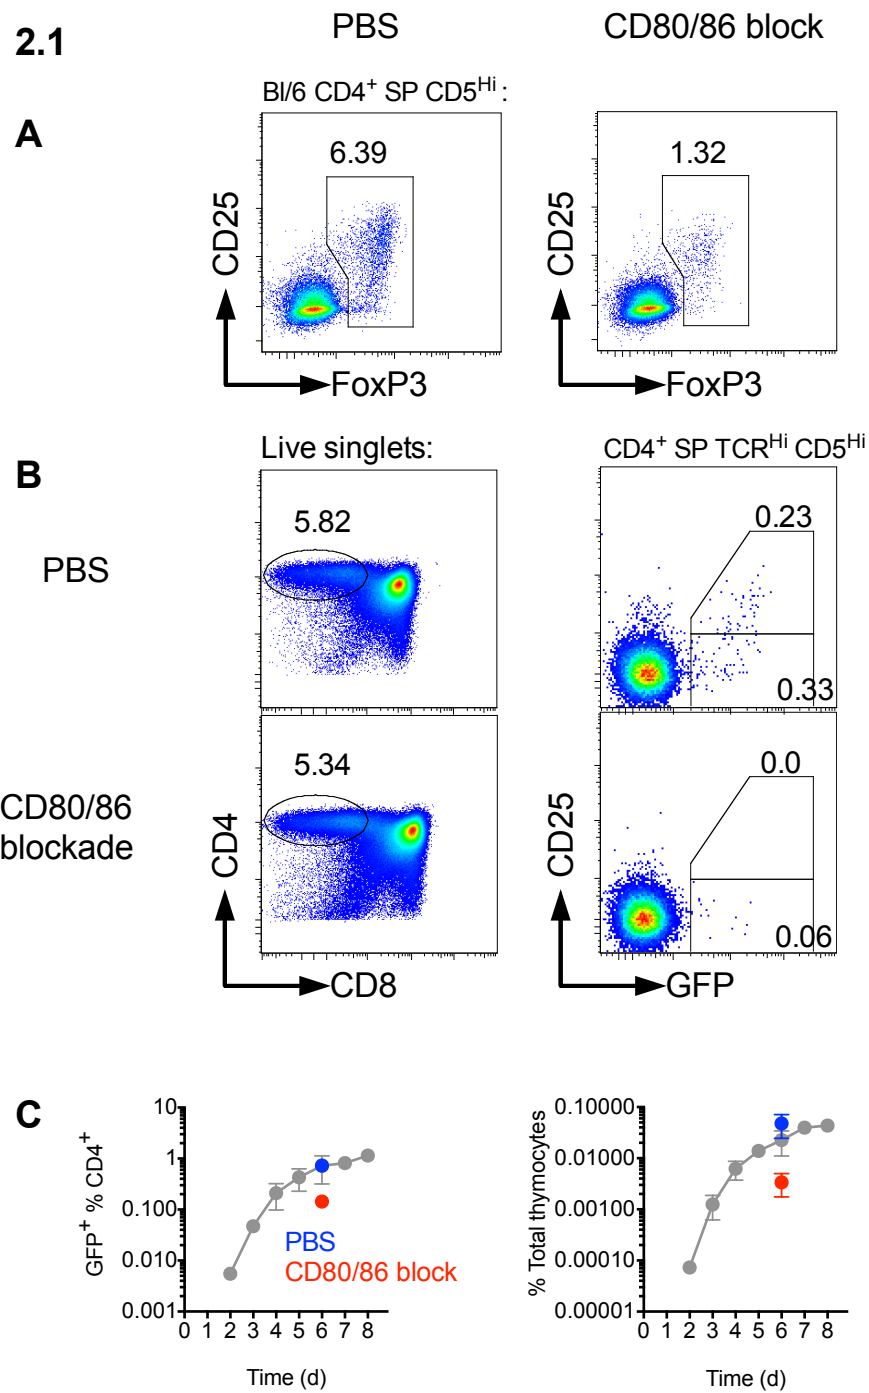 2.1
PBS CD80/86 block
Bl/6 CD4+ SP CD5Hi :
A
6.39 1.32
CD25 CD25
FoxP3 FoxP3
B
Live singlets: CD4+ SP TCRHi CD5Hi
PBS
5.82 0.23
0.33
CD80/86
blockade
5.34 0.0
0.06
CD4 CD25
CD8 GFP
C
GFP+ % CD4+
10
1
0.100
0.010
0.001
PBS
CD80/86 block
0 1 2 3 4 5 6 7 8
Time (d)
% Total thymocytes
0.10000
0.01000
0.00100
0.00010
0.00001
0 1 2 3 4 5 6 7 8
Time (d)